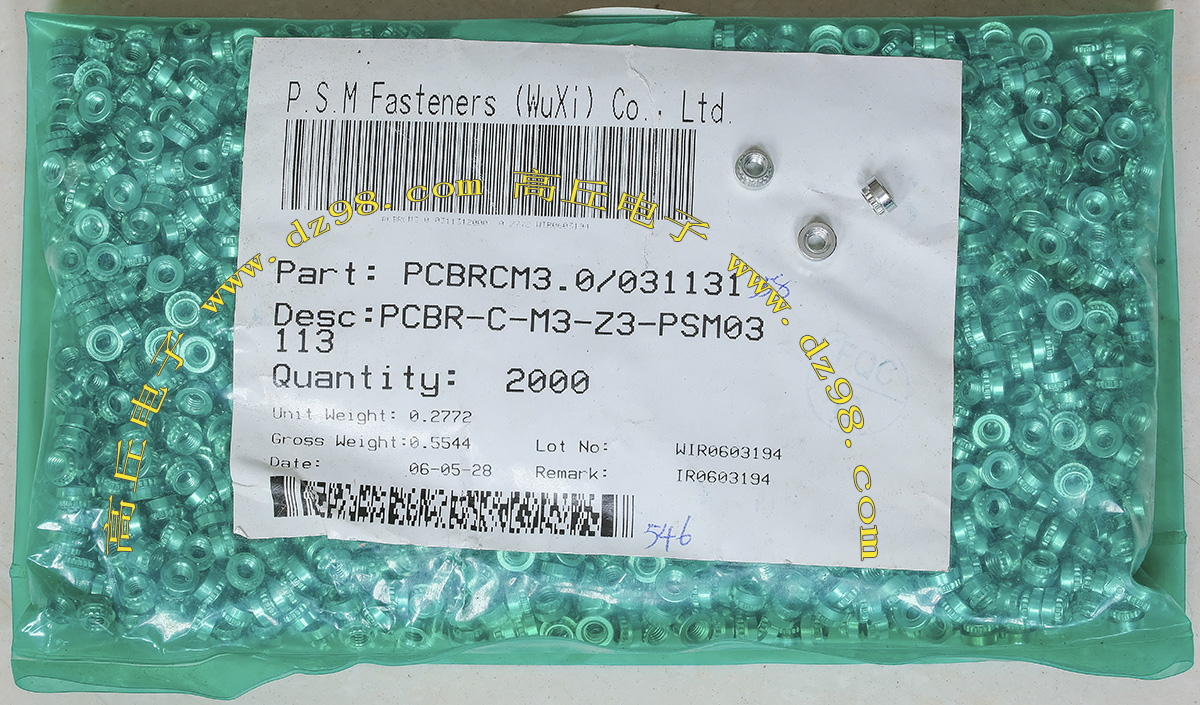 P.S.M Fasteners (WuXi) Co., Ltd.
www.dz98.com 高丘电子 www.dz98.com
高丘电子
Part: PCBRCM3.0/031131
Desc:PCBR-C-M3-Z3-PSM03
113
Quantity: 2000
Unit Weight: 0.2772
Gross Weight:0.5544 Lot No: WIR0603194
Date: 06-05-28 Remark: IR0603194
546